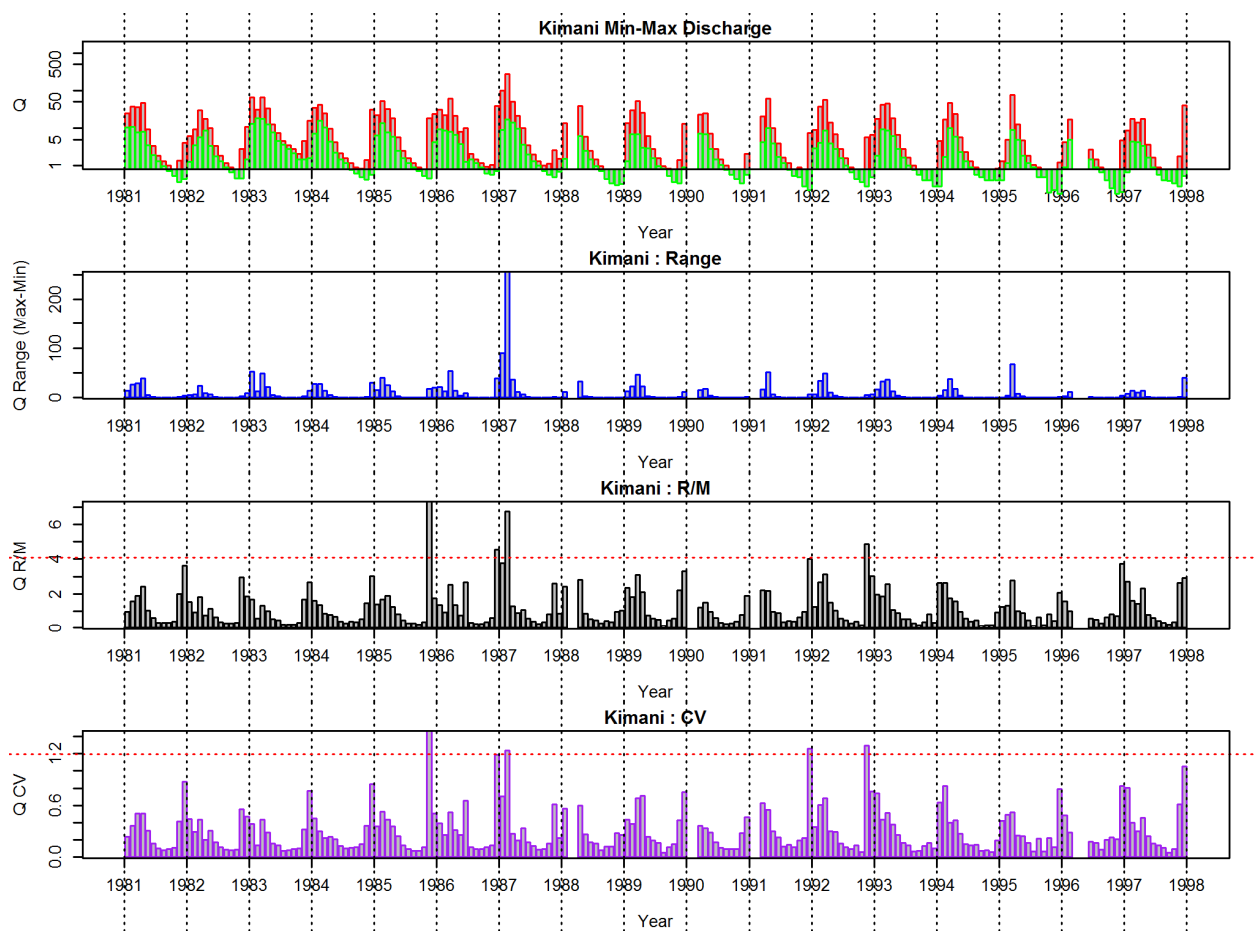 Kimani Min-Max Discharge
Q
500
50
5
1
1981 1982 1983 1984 1985 1986 1987 1988 1989 1990 1991 1992 1993 1994 1995 1996 1997 1998
Year
Kimani : Range
Q Range (Max-Min)
200
100
0
1981 1982 1983 1984 1985 1986 1987 1988 1989 1990 1991 1992 1993 1994 1995 1996 1997 1998
Year
Kimani : R/M
Q R/M
6
4
2
0
1981 1982 1983 1984 1985 1986 1987 1988 1989 1990 1991 1992 1993 1994 1995 1996 1997 1998
Year
Kimani : CV
Q CV
1.2
0.6
0.0
1981 1982 1983 1984 1985 1986 1987 1988 1989 1990 1991 1992 1993 1994 1995 1996 1997 1998
Year